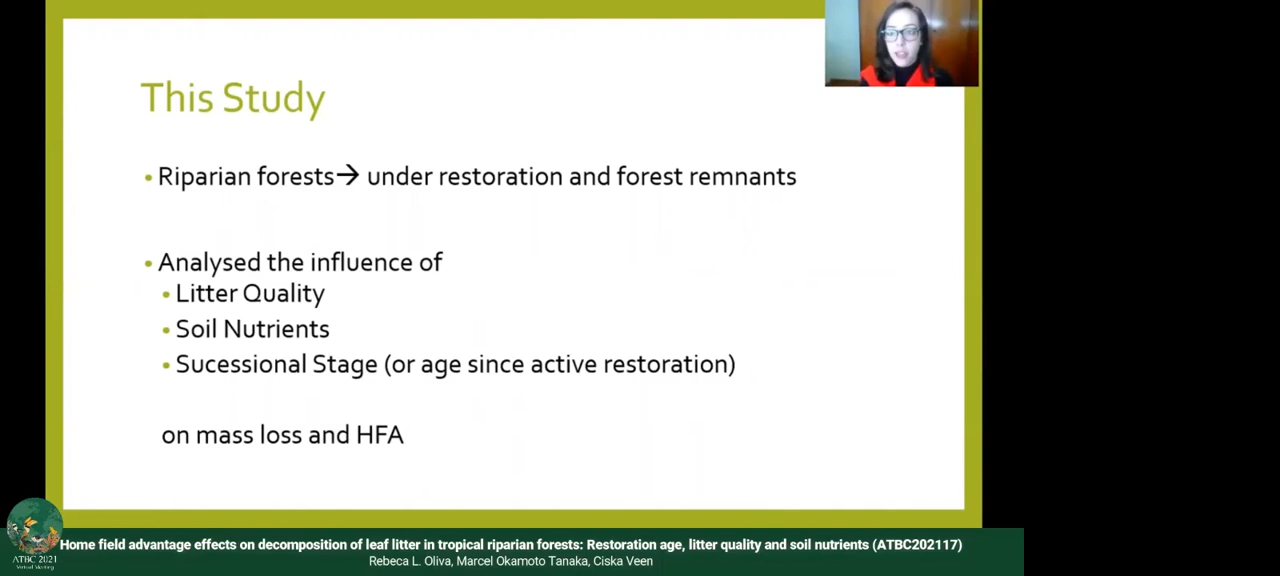 This Study
• Riparian forests→ under restoration and forest remnants
• Analysed the influence of
• Litter Quality
• Soil Nutrients
• Sucessional Stage (or age since active restoration)
on mass loss and HFA
ATBC 2021
Virtual Meeting
Home field advantage effects on decomposition of leaf litter in tropical riparian forests: Restoration age, litter quality and soil nutrients (ATBC202117)
Rebeca L. Oliva, Marcel Okamoto Tanaka, Ciska Veen